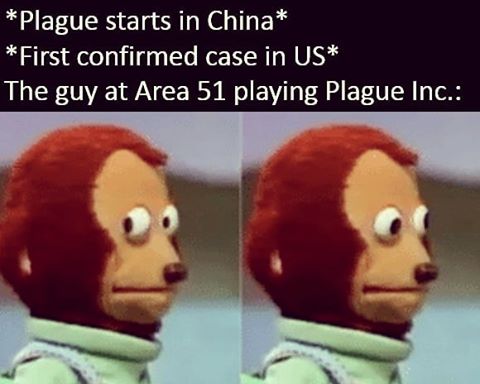 *Plague starts in China*
*First confirmed case in US*
The guy at Area 51 playing Plague Inc.: